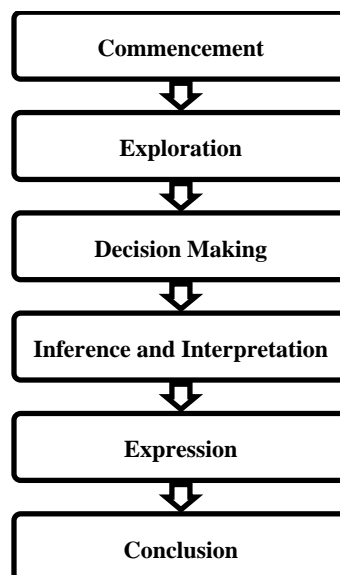 Commencement
Exploration
Decision Making
Inference and Interpretation
Expression
Conclusion